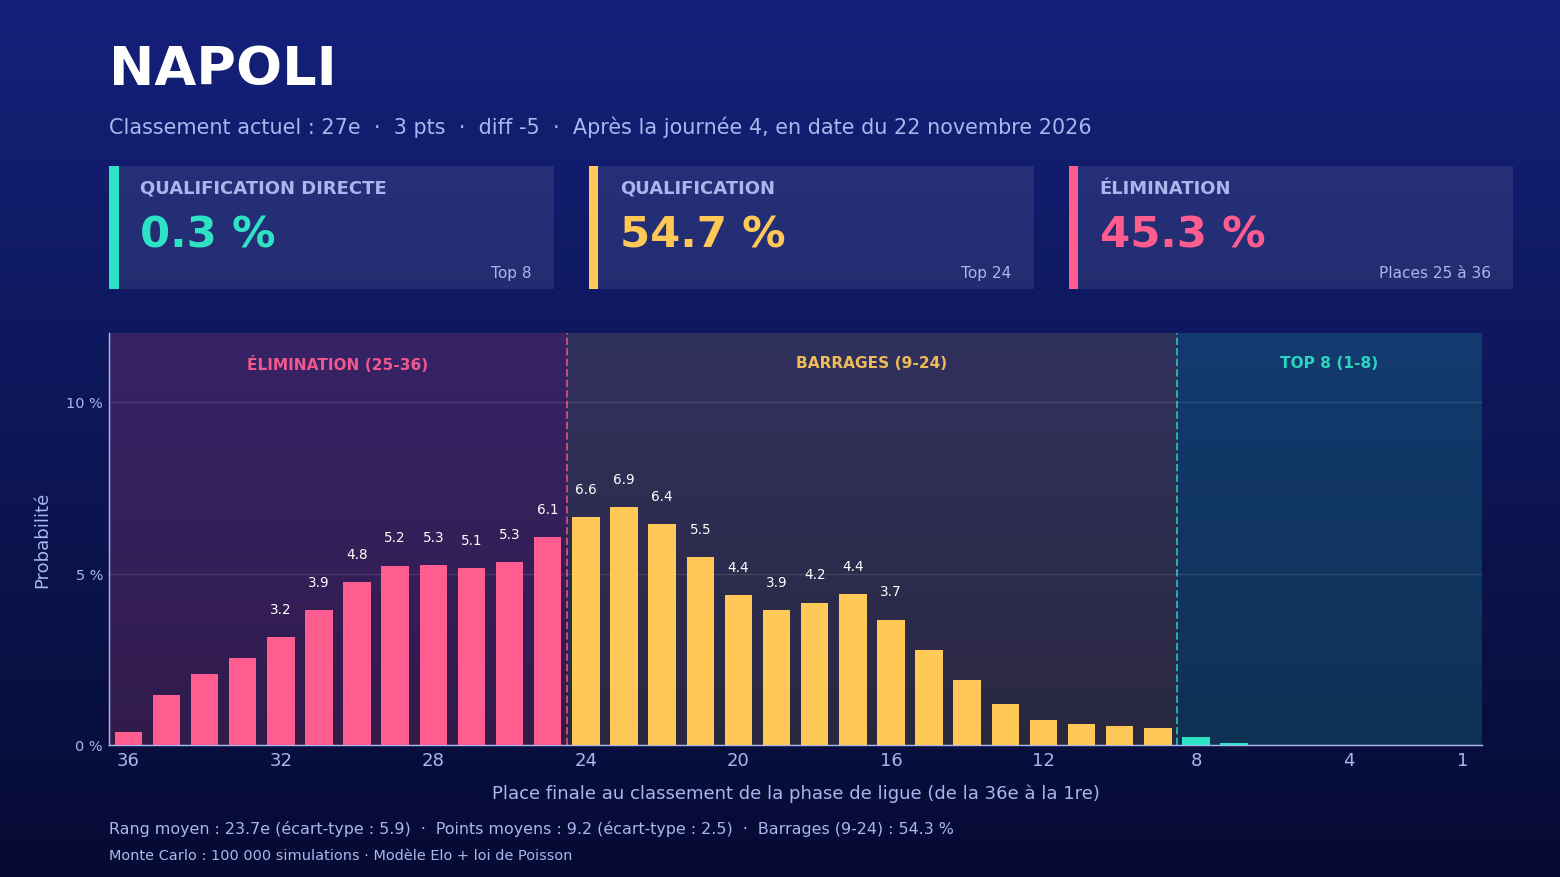 NAPOLI
Classement actuel : 27e · 3 pts · diff -5 · Après la journée 4, en date du 22 novembre 2026
QUALIFICATION DIRECTE
0.3 %
Top 8
QUALIFICATION
54.7 %
Top 24
ÉLIMINATION
45.3 %
Places 25 à 36
ÉLIMINATION (25-36)
BARRAGES (9-24)
TOP 8 (1-8)
Probabilité
10 %
5 %
0 %
3.2
3.9
4.8
5.2
5.3
5.1
5.3
6.1
6.6
6.9
6.4
5.5
4.4
3.9
4.2
4.4
3.7
36
32
28
24
20
16
12
8
4
1
Place finale au classement de la phase de ligue (de la 36e à la 1re)
Rang moyen : 23.7e (écart-type : 5.9) · Points moyens : 9.2 (écart-type : 2.5) · Barrages (9-24) : 54.3 %
Monte Carlo : 100 000 simulations · Modèle Elo + loi de Poisson